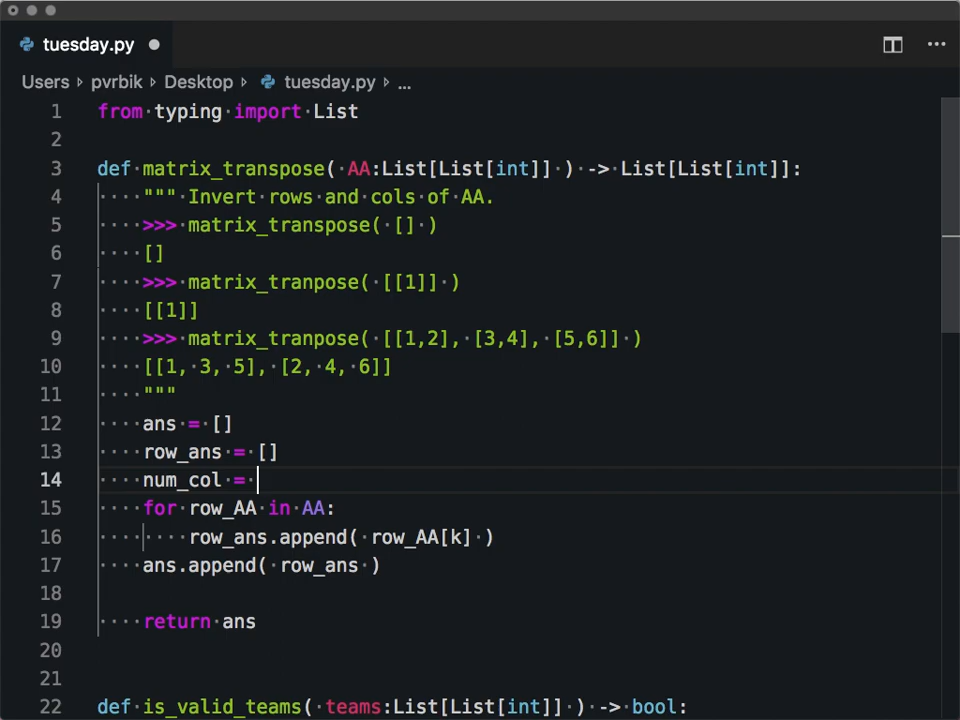 tuesday.py
Users › pvrbik › Desktop › tuesday.py › ...
1 from typing import List
2
3 def matrix_transpose( AA:List[List[int]] ) -> List[List[int]]:
4 """ Invert rows and cols of AA.
5 >>> matrix_transpose( [] )
6 []
7 >>> matrix_tranpose( [[1]] )
8 [[1]]
9 >>> matrix_tranpose( [[1,2], [3,4], [5,6]] )
10 [[1, 3, 5], [2, 4, 6]]
11 """
12 ans = []
13 row_ans = []
14 num_col =
15 for row_AA in AA:
16 row_ans.append( row_AA[k] )
17 ans.append( row_ans )
18
19 return ans
20
21
22 def is_valid_teams( teams:List[List[int]] ) -> bool: